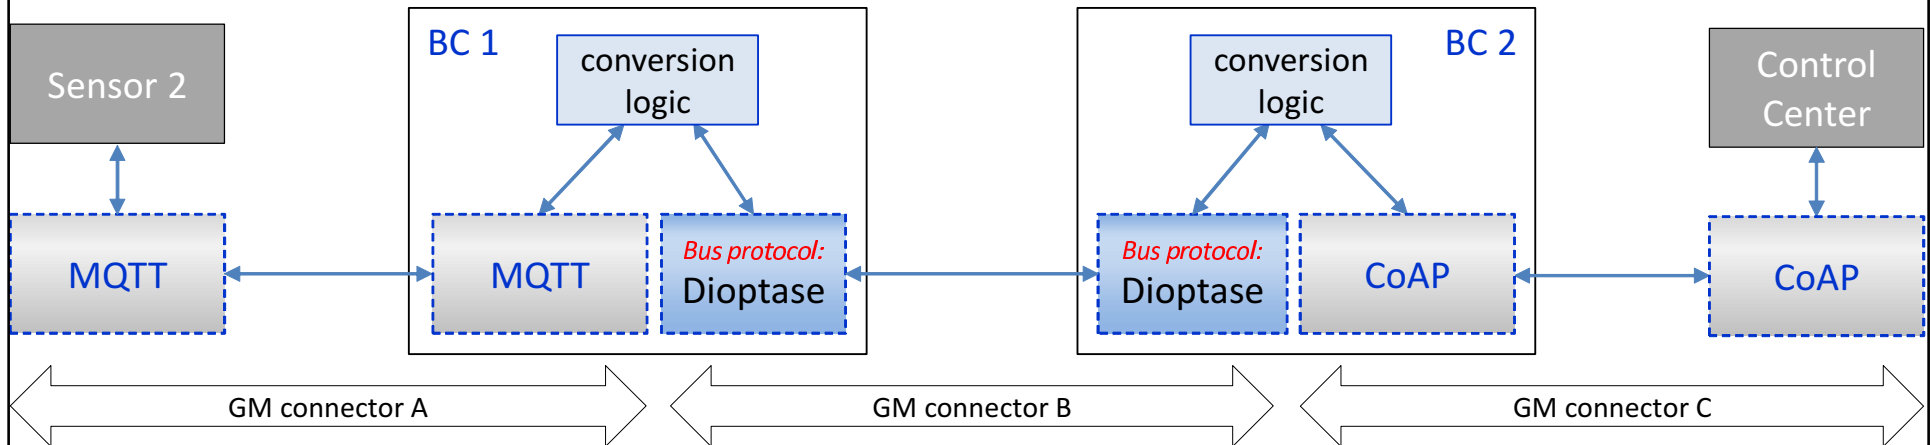 Sensor 2
MQTT
BC 1
conversion
logic
MQTT
Bus protocol:
Dioptase
BC 2
conversion
logic
Bus protocol:
Dioptase
CoAP
Control
Center
CoAP
GM connector A
GM connector B
GM connector C